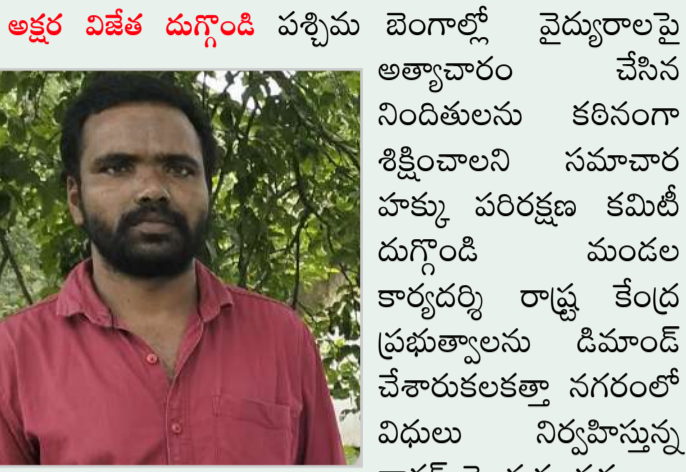 అక్షర విజేత దుగ్గొండి పశ్చిమ బెంగాల్లో వైద్యురాలపై
అత్యాచారం చేసిన
నిందితులను కఠినంగా
శిక్షించాలని సమాచార
హక్కు పరిరక్షణ కమిటీ
దుగ్గొండి మండల
కార్యదర్శి రాష్ట్ర కేంద్ర
ప్రభుత్వాలను డిమాండ్
చేశారుకలకత్తా నగరంలో
విధులు నిర్వహిస్తున్న